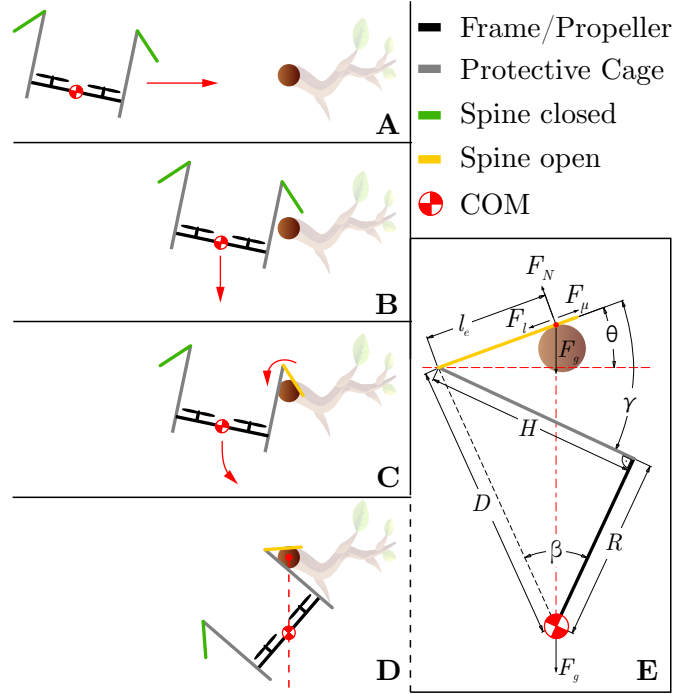 Frame/Propeller
Protective Cage
Spine closed
Spine open
COM
A
B
C
D
F_N
F_μ
F_l
l_e
F_g
θ
γ
H
D
β
R
F_g
E